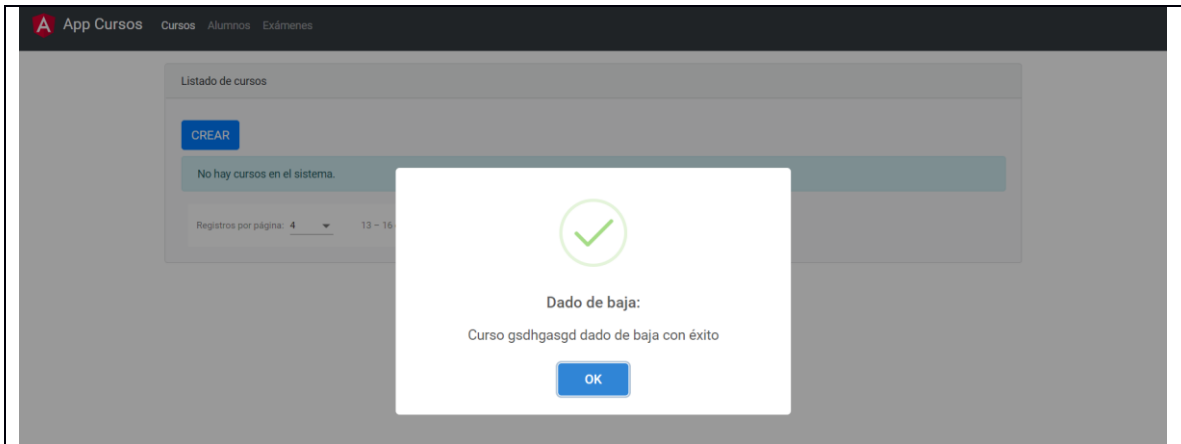 App Cursos Cursos Alumnos Exámenes
Listado de cursos
CREAR
No hay cursos en el sistema.
Registros por página: 4 13 – 16
Dado de baja:
Curso gsdhgasgd dado de baja con éxito
OK